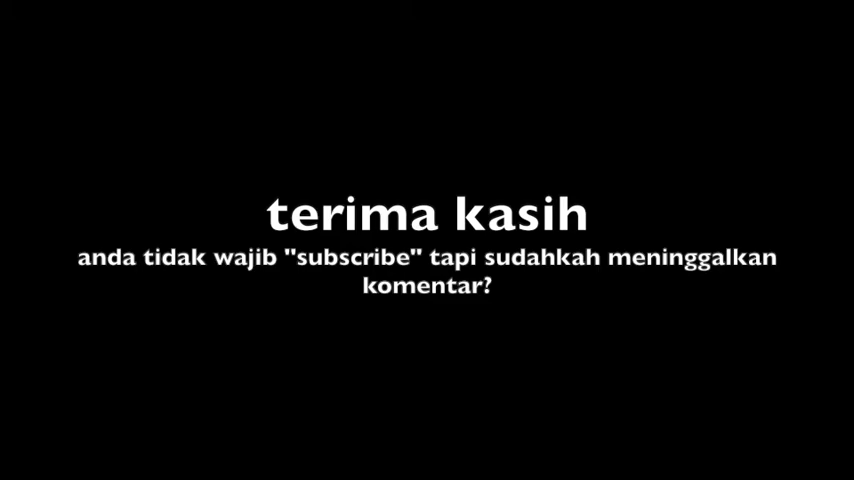 terima kasih
anda tidak wajib "subscribe" tapi sudahkah meninggalkan
komentar?